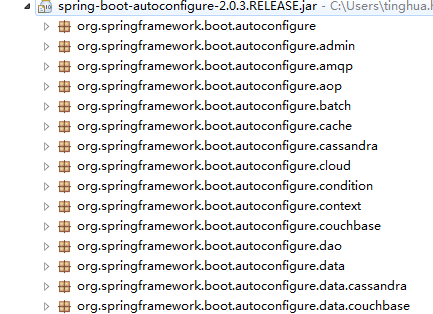 spring-boot-autoconfigure-2.0.3.RELEASE.jar - C:\Users\tinghua.h
org.springframework.boot.autoconfigure
org.springframework.boot.autoconfigure.admin
org.springframework.boot.autoconfigure.amqp
org.springframework.boot.autoconfigure.aop
org.springframework.boot.autoconfigure.batch
org.springframework.boot.autoconfigure.cache
org.springframework.boot.autoconfigure.cassandra
org.springframework.boot.autoconfigure.cloud
org.springframework.boot.autoconfigure.condition
org.springframework.boot.autoconfigure.context
org.springframework.boot.autoconfigure.couchbase
org.springframework.boot.autoconfigure.dao
org.springframework.boot.autoconfigure.data
org.springframework.boot.autoconfigure.data.cassandra
org.springframework.boot.autoconfigure.data.couchbase